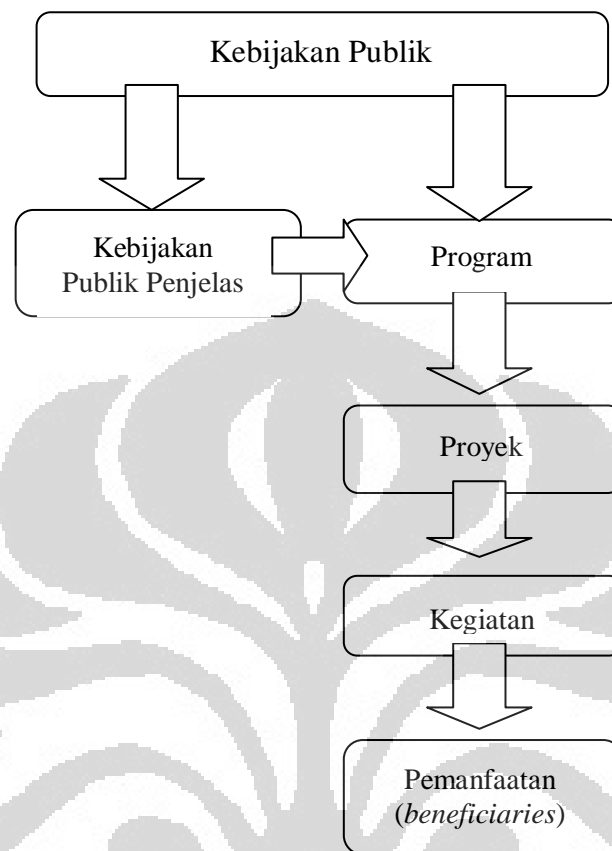 Kebijakan Publik
Kebijakan
Publik Penjelas
Program
Proyek
Kegiatan
Pemanfaatan
(beneficiaries)